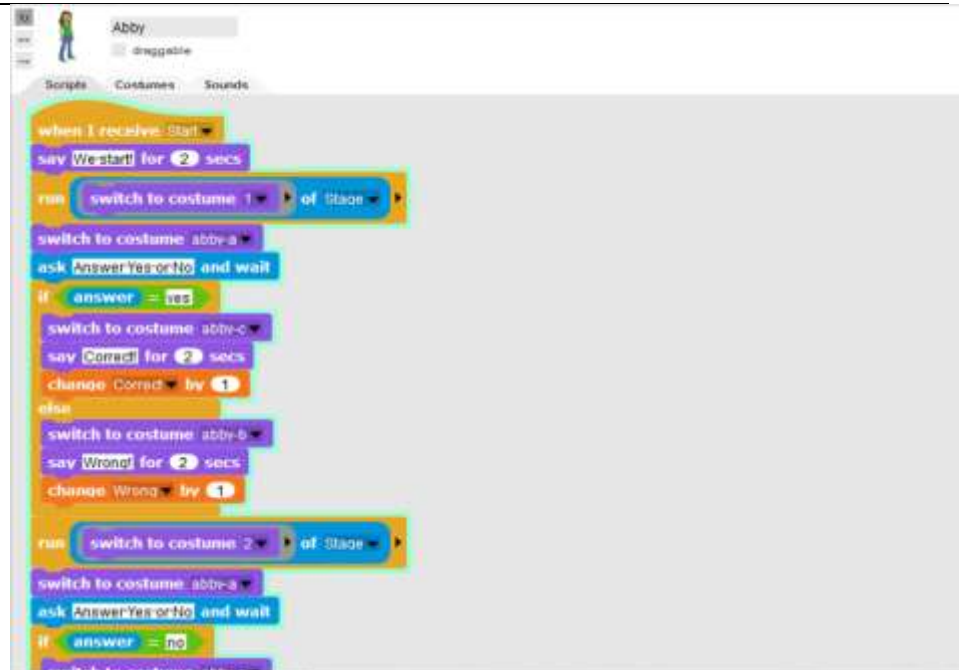 Abby
draggable
Scripts Costumes Sounds
when I receive Start
say We start! for 2 secs
run switch to costume 1 of Stage
switch to costume abby-a
ask Answer Yes or No and wait
if answer = yes
switch to costume abby-c
say Correct! for 2 secs
change Correct by 1
else
switch to costume abby-b
say Wrong! for 2 secs
change Wrong by 1
run switch to costume 2 of Stage
switch to costume abby-a
ask Answer Yes or No and wait
if answer = no
switch to costume